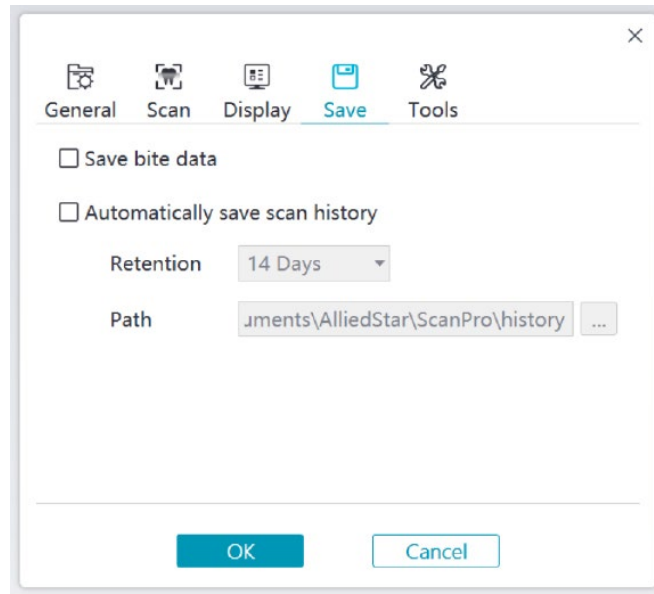 General Scan Display Save Tools
Save bite data
Automatically save scan history
Retention 14 Days
Path uments\AlliedStar\ScanPro\history ...
OK Cancel